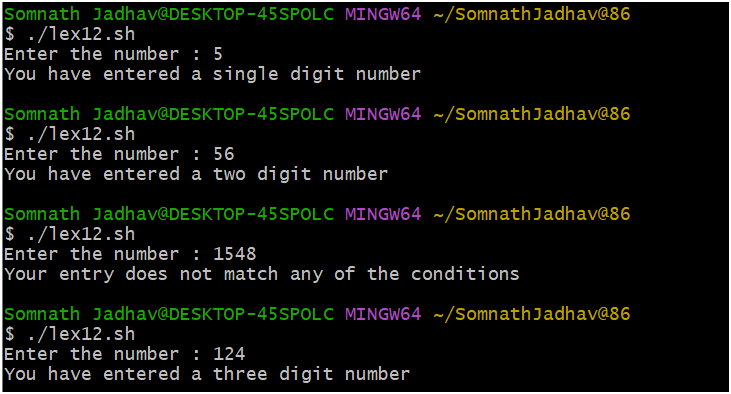 Somnath Jadhav@DESKTOP-45SPOLC MINGW64 ~/SomnathJadhav@86
$ ./lex12.sh
Enter the number : 5
You have entered a single digit number
Somnath Jadhav@DESKTOP-45SPOLC MINGW64 ~/SomnathJadhav@86
$ ./lex12.sh
Enter the number : 56
You have entered a two digit number
Somnath Jadhav@DESKTOP-45SPOLC MINGW64 ~/SomnathJadhav@86
$ ./lex12.sh
Enter the number : 1548
Your entry does not match any of the conditions
Somnath Jadhav@DESKTOP-45SPOLC MINGW64 ~/SomnathJadhav@86
$ ./lex12.sh
Enter the number : 124
You have entered a three digit number